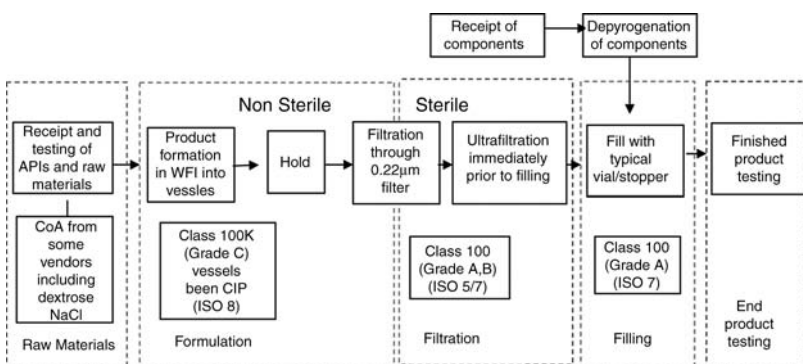 Receipt of
components
Depyrogenation
of components
Non Sterile
Sterile
Receipt and
testing of
APIs and raw
materials
Product
formation
in WFI into
vessles
Hold
Filtration
through
0.22μm
filter
Ultrafiltration
immediately
prior to filling
Fill with
typical
vial/stopper
Finished
product
testing
CoA from
some
vendors
including
dextrose
NaCl
Class 100K
(Grade C)
vessels
been CIP
(ISO 8)
Class 100
(Grade A,B)
(ISO 5/7)
Class 100
(Grade A)
(ISO 7)
Raw Materials
Formulation
Filtration
Filling
End
product
testing